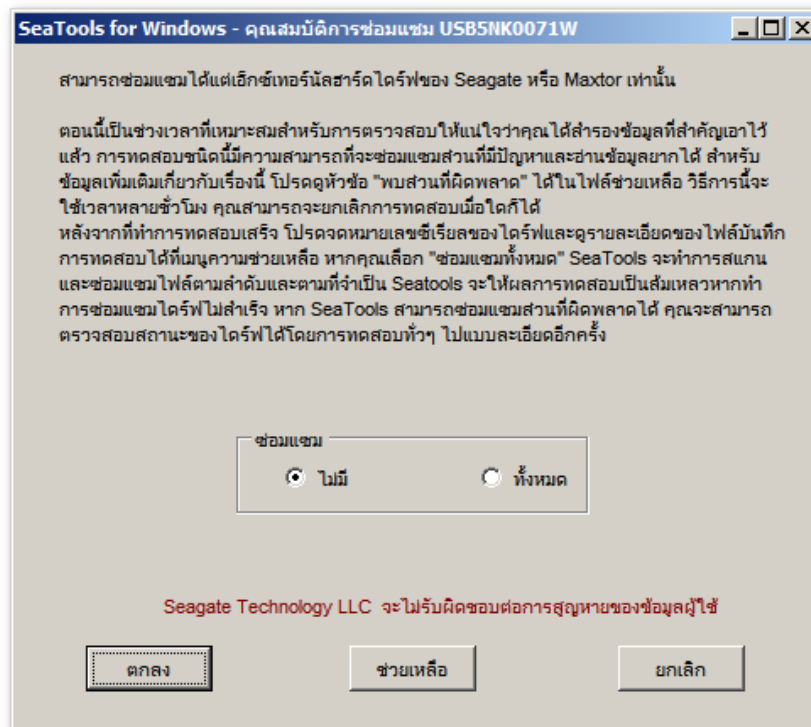 SeaTools for Windows - คุณสมบัติการซ่อมแซม USB5NK0071W
สามารถซ่อมแซมได้แต่เอ็กซ์เทอร์นัลฮาร์ดไดร์ฟของ Seagate หรือ Maxtor เท่านั้น
ตอนนี้เป็นช่วงเวลาที่เหมาะสมสำหรับการตรวจสอบให้แน่ใจว่าคุณได้สำรองข้อมูลที่สำคัญเอาไว้
แล้ว การทดสอบชนิดนี้มีความสามารถที่จะซ่อมแซมส่วนที่มีปัญหาและอ่านข้อมูลยากได้ สำหรับ
ข้อมูลเพิ่มเติมเกี่ยวกับเรื่องนี้ โปรดดูหัวข้อ "พบส่วนที่ผิดพลาด" ได้ในไฟล์ช่วยเหลือ วิธีการนี้จะ
ใช้เวลาหลายชั่วโมง คุณสามารถจะยกเลิกการทดสอบเมื่อใดก็ได้
หลังจากที่ทำการทดสอบเสร็จ โปรดจดหมายเลขซีเรียลของไดร์ฟและดูรายละเอียดของไฟล์บันทึก
การทดสอบได้ที่เมนูความช่วยเหลือ หากคุณเลือก "ซ่อมแซมทั้งหมด" SeaTools จะทำการสแกน
และซ่อมแซมไฟล์ตามลำดับและตามที่จำเป็น Seatools จะให้ผลการทดสอบเป็นล้มเหลวหากทำ
การซ่อมแซมไดร์ฟไม่สำเร็จ หาก SeaTools สามารถซ่อมแซมส่วนที่ผิดพลาดได้ คุณจะสามารถ
ตรวจสอบสถานะของไดร์ฟได้โดยการทดสอบทั่วๆ ไปแบบละเอียดอีกครั้ง
ซ่อมแซม
ไม่มี ทั้งหมด
Seagate Technology LLC จะไม่รับผิดชอบต่อการสูญหายของข้อมูลผู้ใช้
ตกลง ช่วยเหลือ ยกเลิก